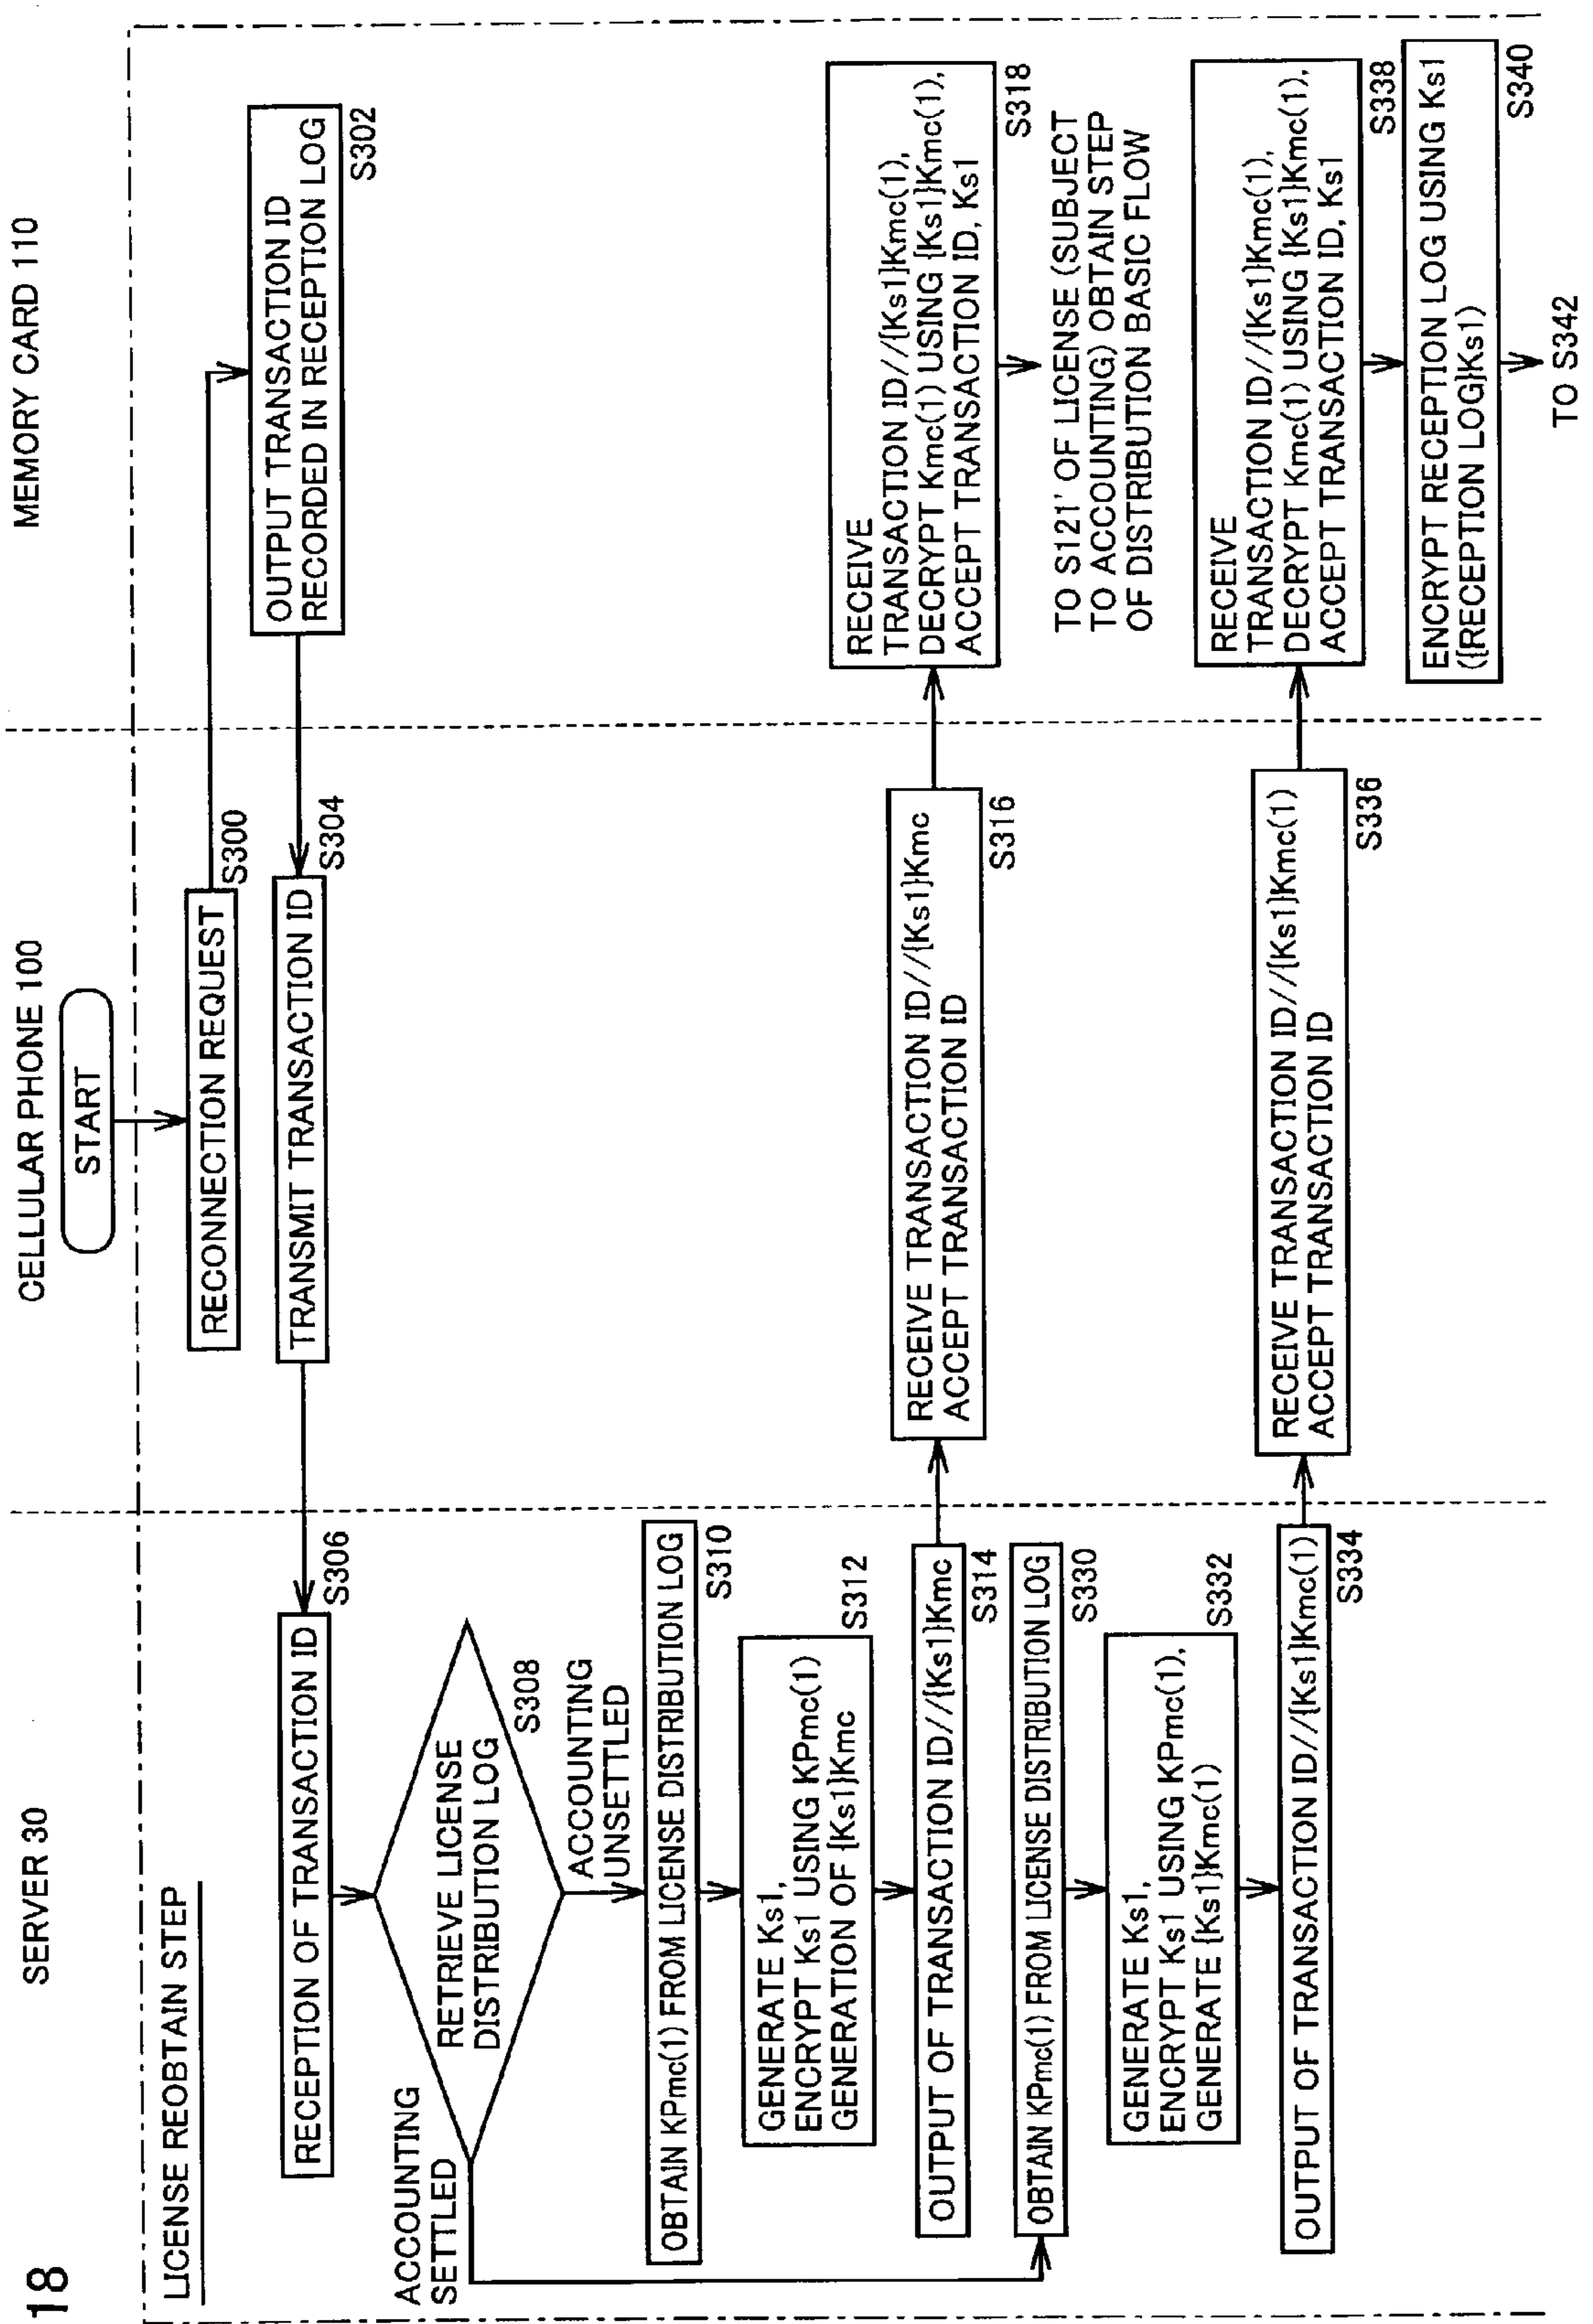 18
SERVER 30
CELLULAR PHONE 100
MEMORY CARD 110
LICENSE REOBTAIN STEP
START
RECONNECTION REQUEST
S300
OUTPUT TRANSACTION ID
RECORDED IN RECEPTION LOG
S302
TRANSMIT TRANSACTION ID
S304
RECEPTION OF TRANSACTION ID
S306
RETRIEVE LICENSE
DISTRIBUTION LOG
S308
ACCOUNTING
SETTLED
ACCOUNTING
UNSETTLED
OBTAIN KPmc(1) FROM LICENSE DISTRIBUTION LOG
S310
GENERATE Ks1,
ENCRYPT Ks1 USING KPmc(1)
GENERATION OF {Ks1}Kmc
S312
OUTPUT OF TRANSACTION ID//{Ks1}Kmc
S314
RECEIVE TRANSACTION ID//{Ks1}Kmc
ACCEPT TRANSACTION ID
S316
RECEIVE
TRANSACTION ID//{Ks1}Kmc(1),
DECRYPT Kmc(1) USING {Ks1}Kmc(1),
ACCEPT TRANSACTION ID, Ks1
S318
TO S121' OF LICENSE (SUBJECT
TO ACCOUNTING) OBTAIN STEP
OF DISTRIBUTION BASIC FLOW
OBTAIN KPmc(1) FROM LICENSE DISTRIBUTION LOG
S330
GENERATE Ks1,
ENCRYPT Ks1 USING KPmc(1),
GENERATE {Ks1}Kmc(1)
S332
OUTPUT OF TRANSACTION ID//{Ks1}Kmc(1)
S334
RECEIVE TRANSACTION ID//{Ks1}Kmc(1)
ACCEPT TRANSACTION ID
S336
RECEIVE
TRANSACTION ID//{Ks1}Kmc(1),
DECRYPT Kmc(1) USING {Ks1}Kmc(1),
ACCEPT TRANSACTION ID, Ks1
S338
ENCRYPT RECEPTION LOG USING Ks1
({RECEPTION LOG}Ks1)
S340
TO S342